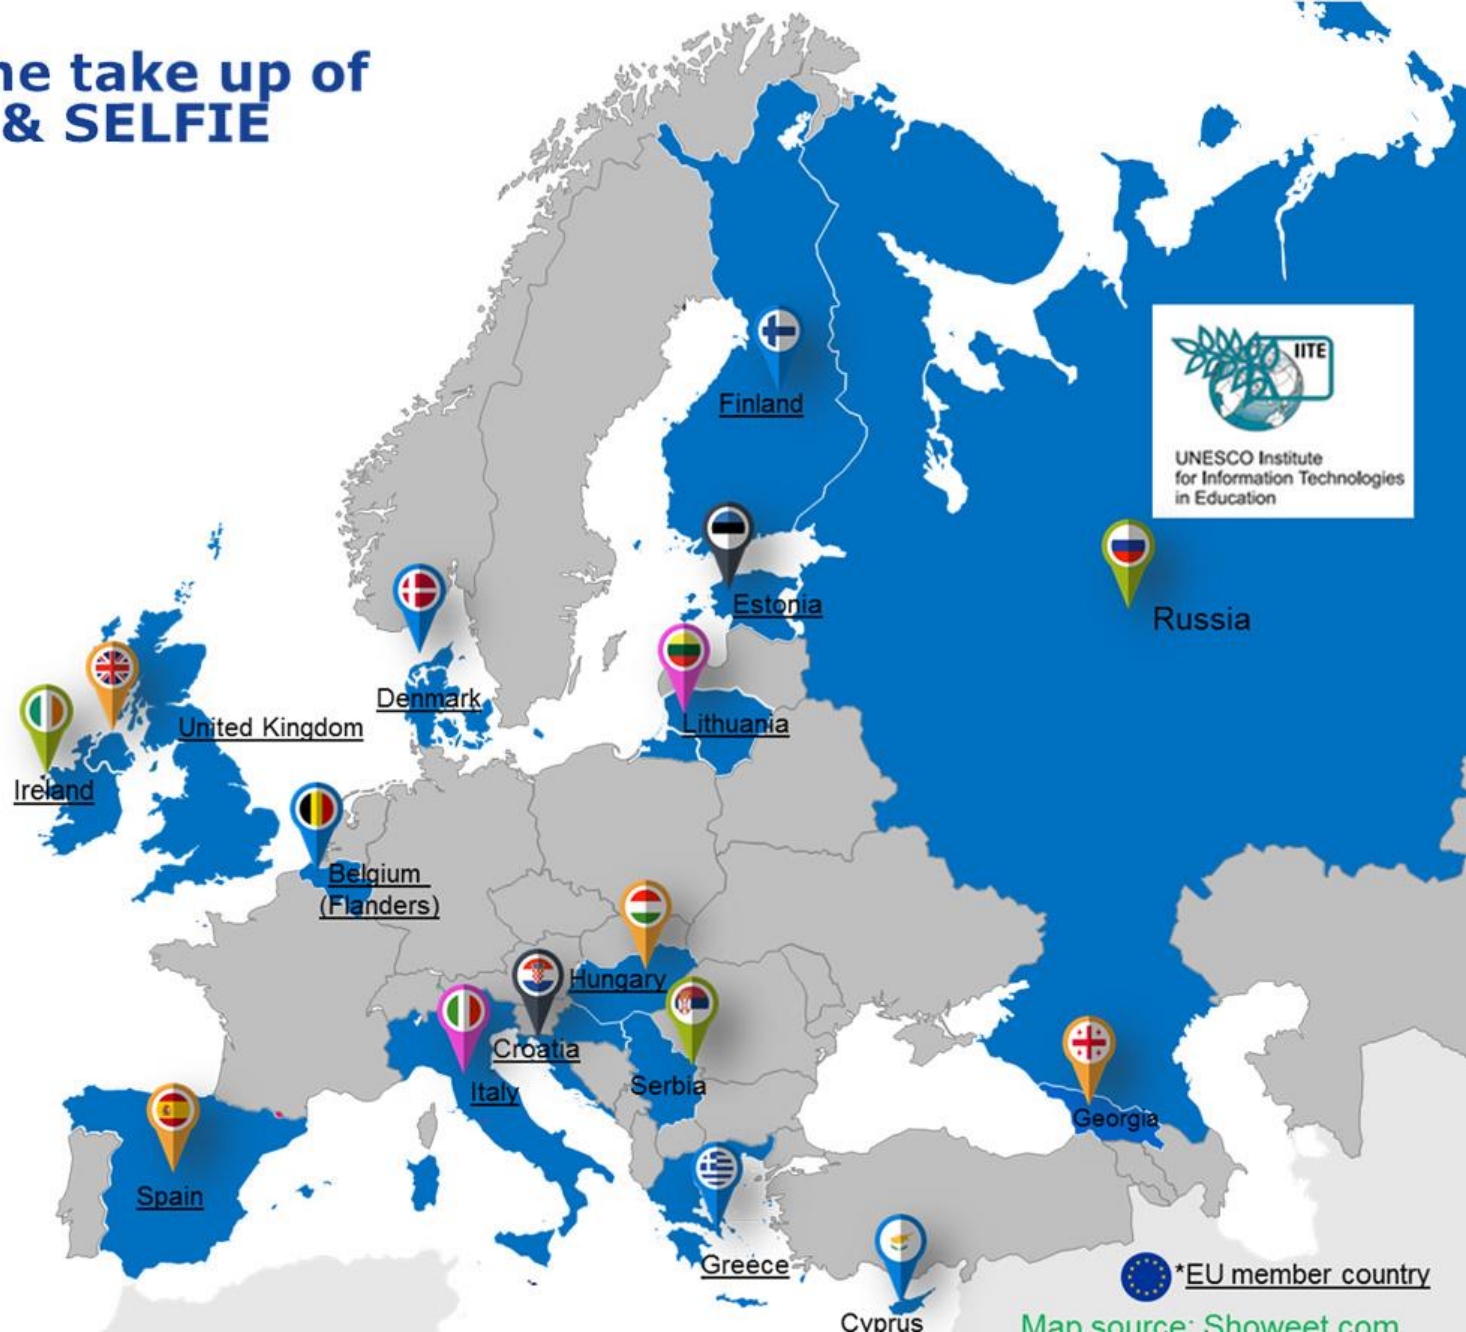 he take up of
& SELFIE
IITE
UNESCO Institute
for Information Technologies
in Education
Finland
Estonia
Russia
Denmark
Lithuania
United Kingdom
Ireland
Belgium
(Flanders)
Hungary
Croatia
Serbia
Italy
Georgia
Spain
Greece
*EU member country
Cyprus
Map source: Showeet.com